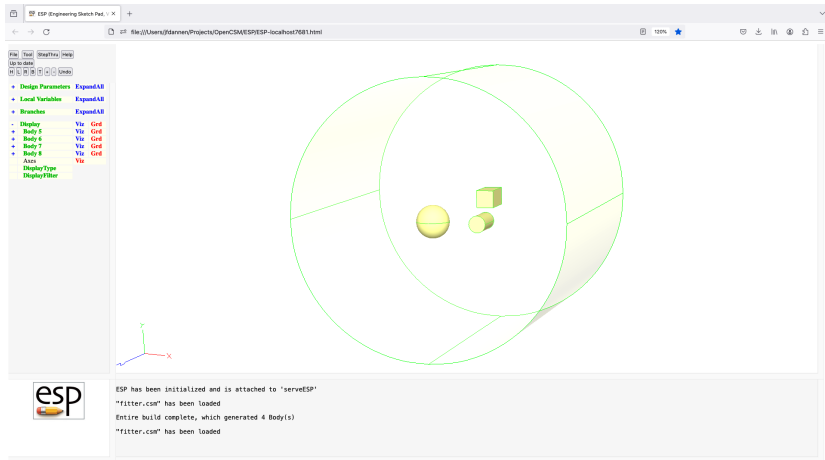 ESP (Engineering Sketch Pad, V
file:///Users/jfdannen/Projects/OpenCSM/ESP/ESP-localhost7681.html
120%
File Tool StepThru Help
Up to date
H L R B T + - Undo
+ Design Parameters ExpandAll
+ Local Variables ExpandAll
+ Branches ExpandAll
- Display Viz Grd
+ Body 5 Viz Grd
+ Body 6 Viz Grd
+ Body 7 Viz Grd
+ Body 8 Viz Grd
Axes Viz
DisplayType
DisplayFilter
Y
X
esp
ESP has been initialized and is attached to 'serveESP'
"fitter.csm" has been loaded
Entire build complete, which generated 4 Body(s)
"fitter.csm" has been loaded